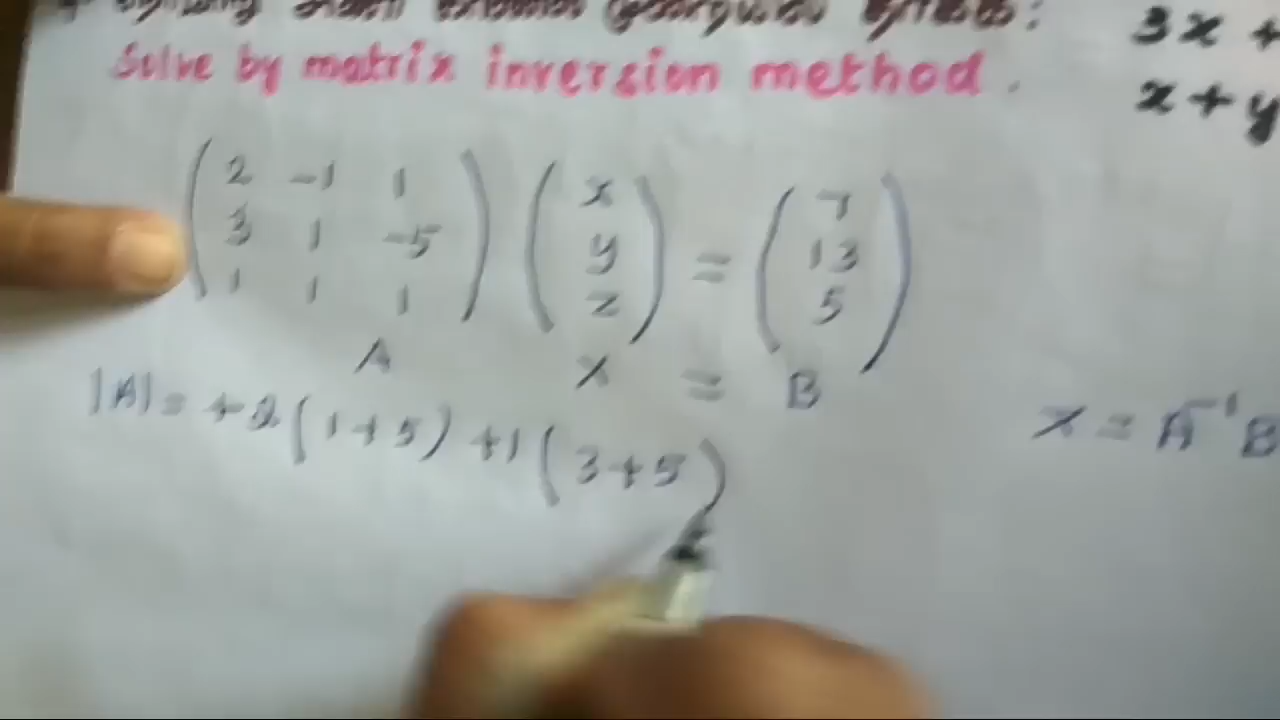 3x +
Solve by matrix inversion method.
x + y
( 2 -1 1 ) ( x ) ( 7 )
( 3 1 -5 ) ( y ) = ( 13 )
( 1 1 1 ) ( z ) ( 5 )
A X = B
|A| = +2(1+5) +1(3+5)
X = A⁻¹B